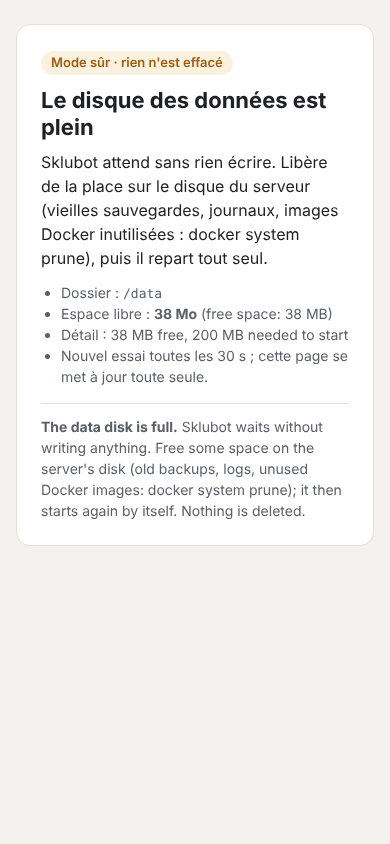 Mode sûr · rien n'est effacé
Le disque des données est
plein
Sklubot attend sans rien écrire. Libère
de la place sur le disque du serveur
(vieilles sauvegardes, journaux, images
Docker inutilisées : docker system
prune), puis il repart tout seul.
• Dossier : /data
• Espace libre : 38 Mo (free space: 38 MB)
• Détail : 38 MB free, 200 MB needed to start
• Nouvel essai toutes les 30 s ; cette page se
met à jour toute seule.
The data disk is full. Sklubot waits without
writing anything. Free some space on the
server's disk (old backups, logs, unused
Docker images: docker system prune); it then
starts again by itself. Nothing is deleted.